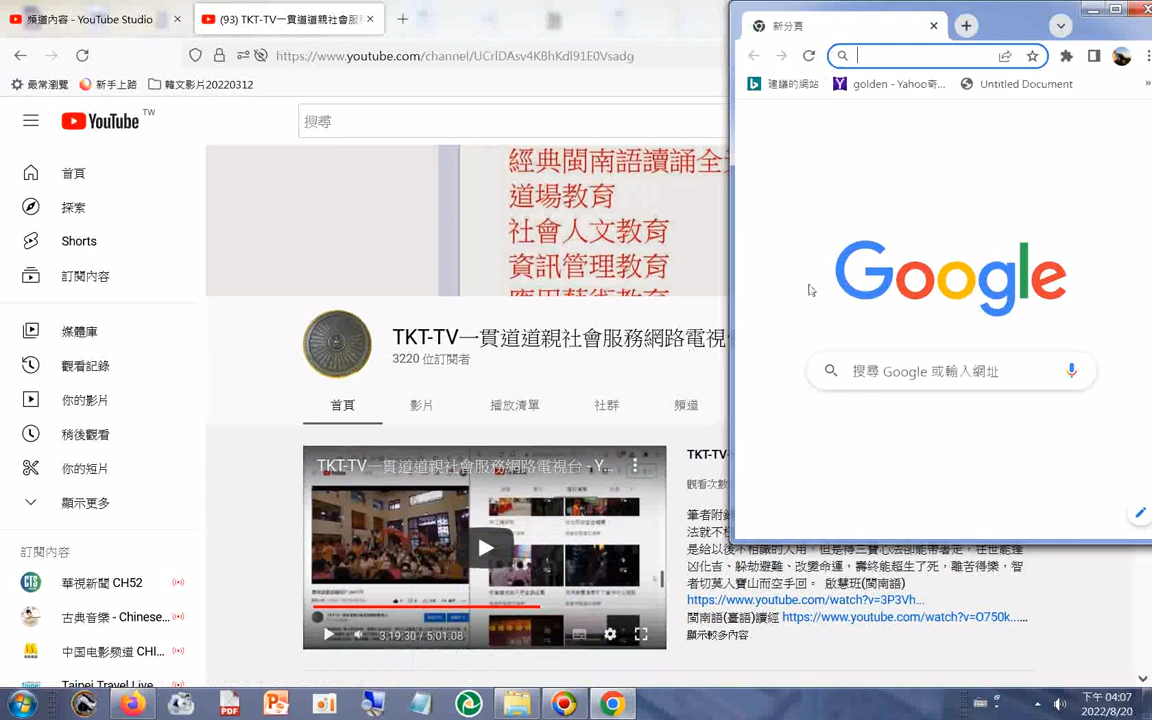 頻道內容 - YouTube Studio
(93) TKT-TV一貫道道親社會服
新分頁
https://www.youtube.com/channel/UCrlDAsv4KBhKdl91E0Vsadg
最常瀏覽
新手上路
韓文影片20220312
建議的網站
golden - Yahoo奇...
Untitled Document
YouTube
TW
搜尋
首頁
探索
Shorts
訂閱內容
媒體庫
觀看記錄
你的影片
稍後觀看
你的短片
顯示更多
訂閱內容
華視新聞 CH52
古典音樂 - Chinese...
中国电影频道 CHI...
Taipei Travel Live
經典閩南語讀誦全
道場教育
社會人文教育
資訊管理教育
應用藝術教育
TKT-TV一貫道道親社會服務網路電視
3220 位訂閱者
首頁
影片
播放清單
社群
頻道
TKT-TV一貫道道親社會服務網路電視台 - Y...
3:19:30 / 5:01:08
TKT-TV
觀看次數
筆者附
法就不
是給以後不相識的人用，但是得三寶心法卻能帶著走，在世能逢
凶化吉、躲劫避難、改變命運，壽終能超生了死，離苦得樂，智
者切莫入寶山而空手回。 啟慧班(閩南語)
https://www.youtube.com/watch?v=3P3Vh...
閩南語(臺語)讀經 https://www.youtube.com/watch?v=O750k......
顯示較多內容
Google
搜尋 Google 或輸入網址
下午 04:07
2022/8/20